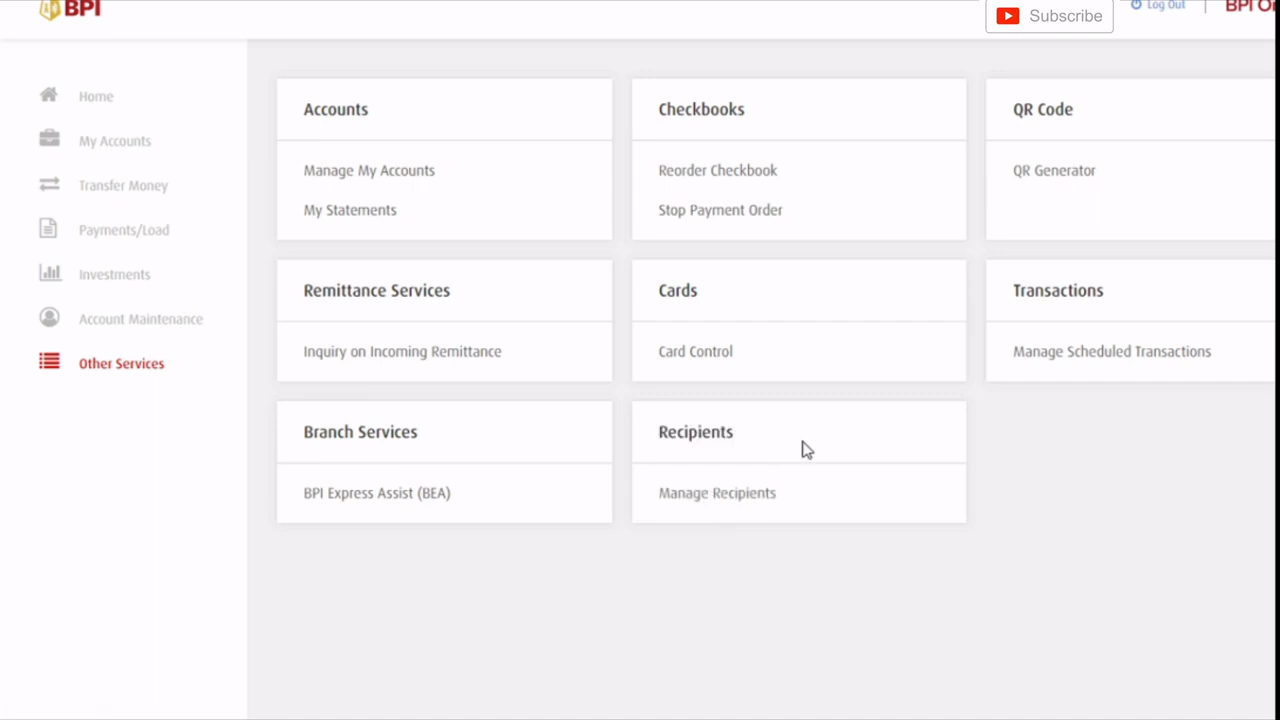 BPI
Subscribe
Log Out
Home
My Accounts
Transfer Money
Payments/Load
Investments
Account Maintenance
Other Services
Accounts
Manage My Accounts
My Statements
Checkbooks
Reorder Checkbook
Stop Payment Order
QR Code
QR Generator
Remittance Services
Inquiry on Incoming Remittance
Cards
Card Control
Transactions
Manage Scheduled Transactions
Branch Services
BPI Express Assist (BEA)
Recipients
Manage Recipients